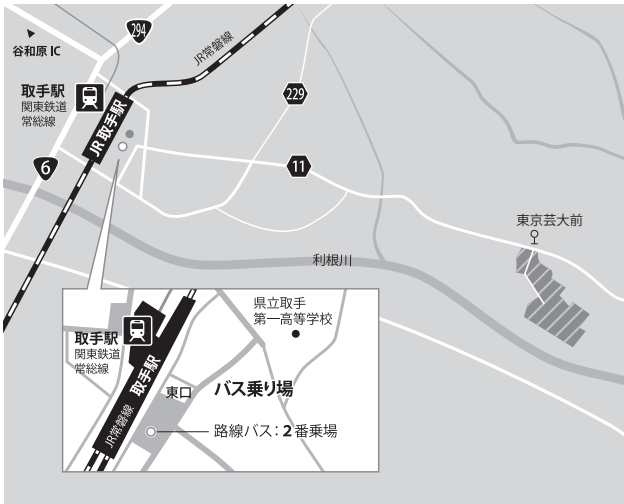 294
谷和原 IC
JR常磐線
取手駅
関東鉄道
常総線
JR 取手駅
229
6
11
東京芸大前
利根川
県立取手
第一高等学校
取手駅
関東鉄道
常総線
取手駅
東口
バス乗り場
JR常磐線
路線バス：2番乗場